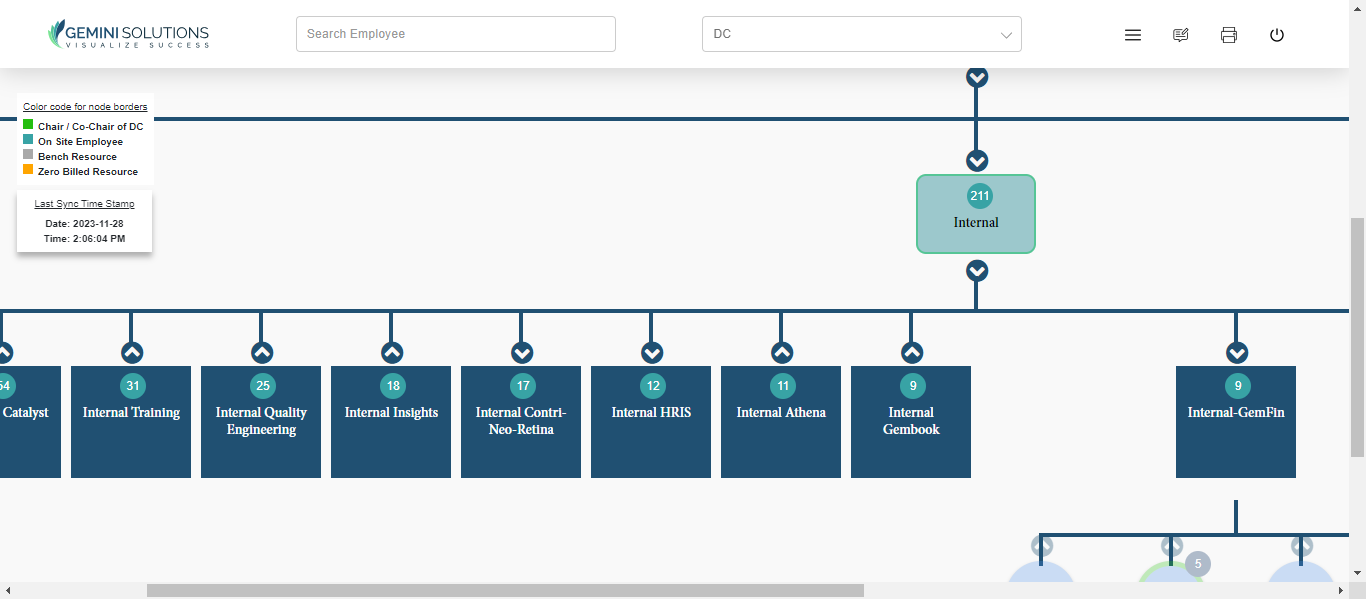 GEMINI SOLUTIONS
VISUALIZE SUCCESS
Search Employee
DC
Color code for node borders
Chair / Co-Chair of DC
On Site Employee
Bench Resource
Zero Billed Resource
Last Sync Time Stamp
Date: 2023-11-28
Time: 2:06:04 PM
211
Internal
54
Catalyst
31
Internal Training
25
Internal Quality
Engineering
18
Internal Insights
17
Internal Contri-
Neo-Retina
12
Internal HRIS
11
Internal Athena
9
Internal
Gembook
9
Internal-GemFin
5